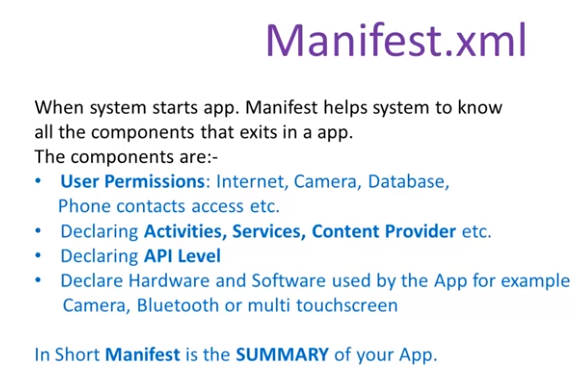 Manifest.xml
When system starts app. Manifest helps system to know
all the components that exits in a app.
The components are:-
• User Permissions: Internet, Camera, Database,
Phone contacts access etc.
• Declaring Activities, Services, Content Provider etc.
• Declaring API Level
• Declare Hardware and Software used by the App for example
Camera, Bluetooth or multi touchscreen
In Short Manifest is the SUMMARY of your App.